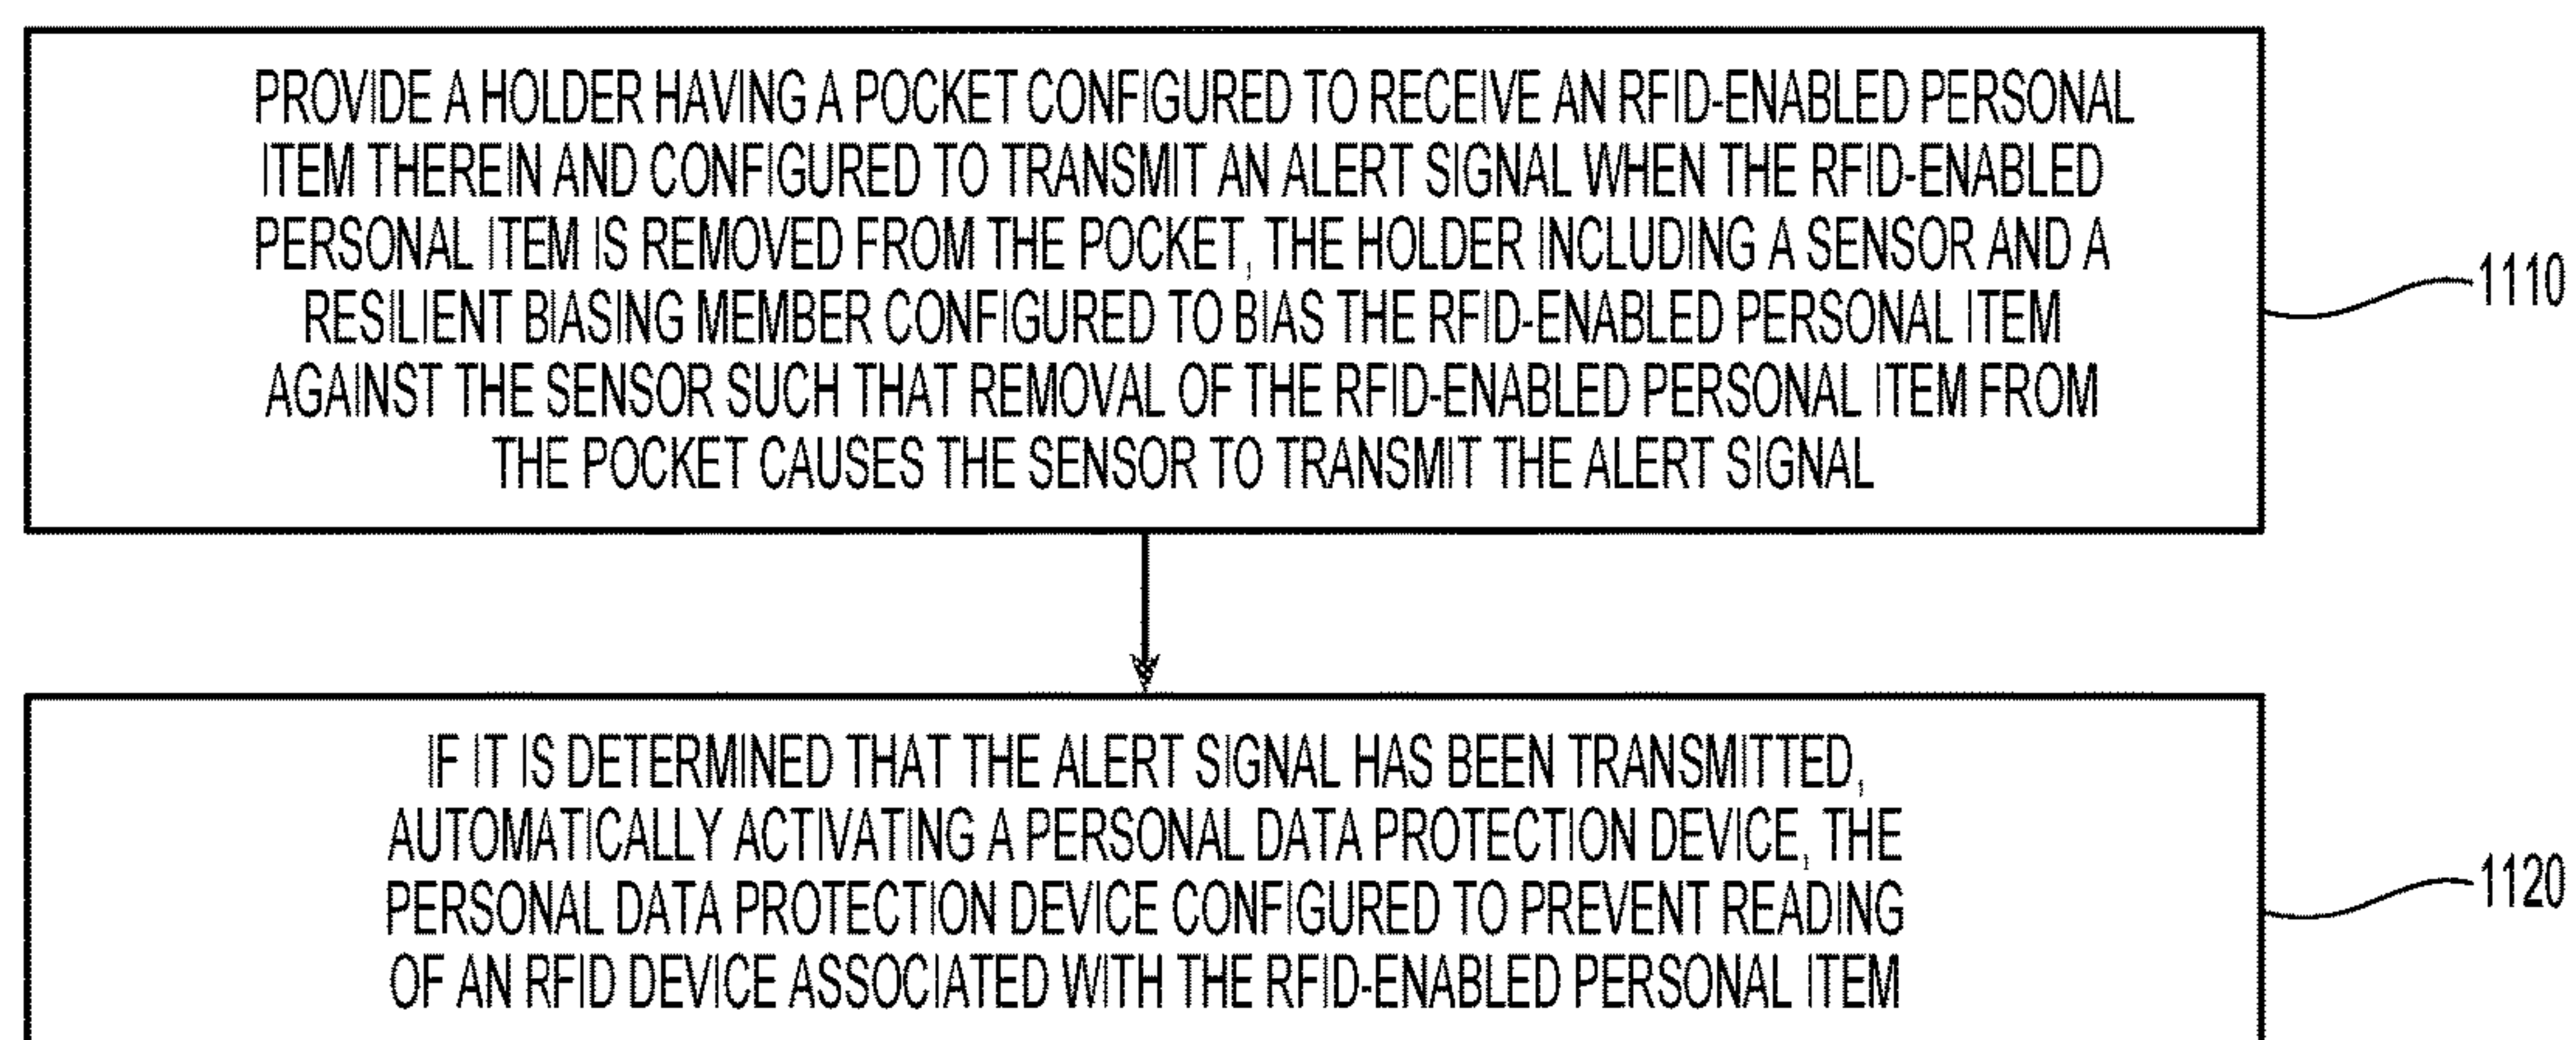 PROVIDE A HOLDER HAVING A POCKET CONFIGURED TO RECEIVE AN RFID-ENABLED PERSONAL
ITEM THEREIN AND CONFIGURED TO TRANSMIT AN ALERT SIGNAL WHEN THE RFID-ENABLED
PERSONAL ITEM IS REMOVED FROM THE POCKET, THE HOLDER INCLUDING A SENSOR AND A
RESILIENT BIASING MEMBER CONFIGURED TO BIAS THE RFID-ENABLED PERSONAL ITEM
AGAINST THE SENSOR SUCH THAT REMOVAL OF THE RFID-ENABLED PERSONAL ITEM FROM
THE POCKET CAUSES THE SENSOR TO TRANSMIT THE ALERT SIGNAL
1110
IF IT IS DETERMINED THAT THE ALERT SIGNAL HAS BEEN TRANSMITTED,
AUTOMATICALLY ACTIVATING A PERSONAL DATA PROTECTION DEVICE, THE
PERSONAL DATA PROTECTION DEVICE CONFIGURED TO PREVENT READING
OF AN RFID DEVICE ASSOCIATED WITH THE RFID-ENABLED PERSONAL ITEM
1120